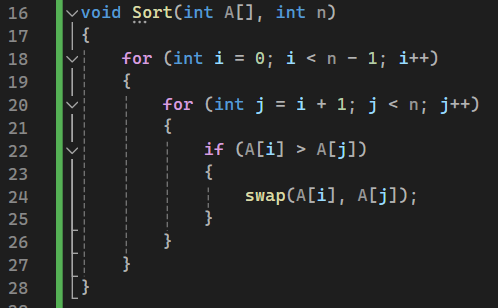 16 void Sort(int A[], int n)
17 {
18     for (int i = 0; i < n - 1; i++)
19     {
20         for (int j = i + 1; j < n; j++)
21         {
22             if (A[i] > A[j])
23             {
24                 swap(A[i], A[j]);
25             }
26         }
27     }
28 }